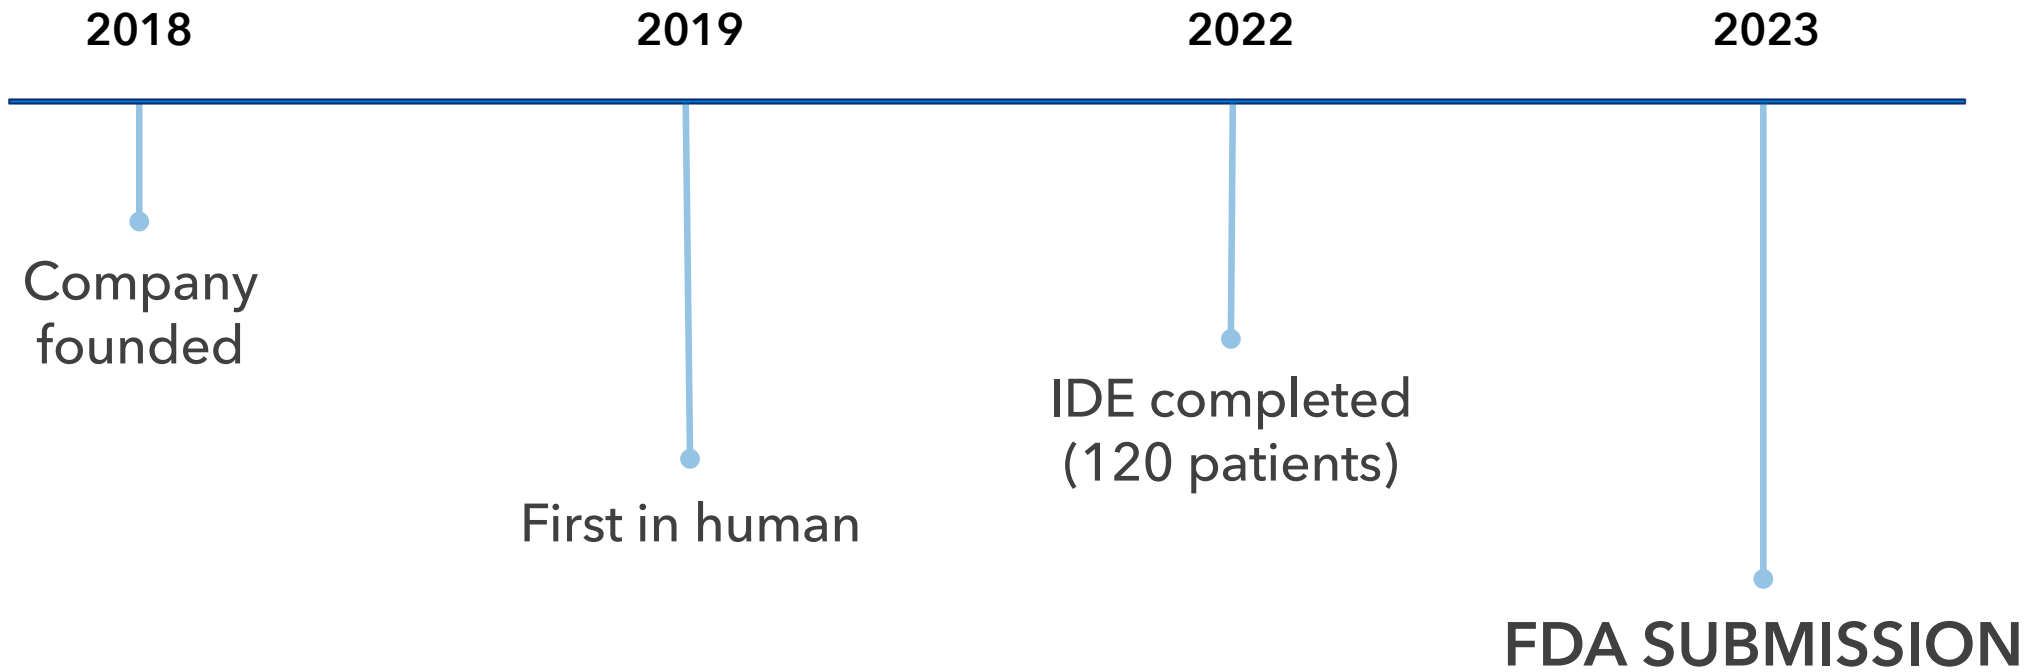 2018
2019
2022
2023
Company
founded
First in human
IDE completed
(120 patients)
FDA SUBMISSION